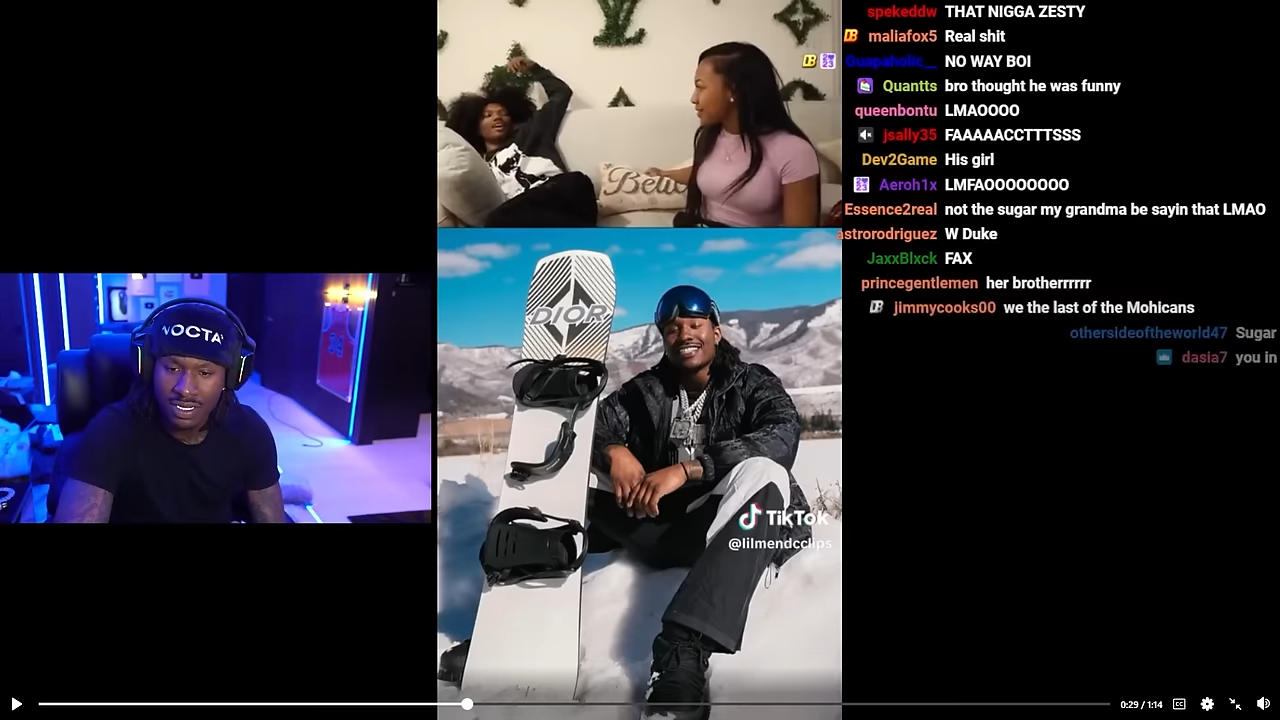 spekeddw THAT NIGGA ZESTY
maliafox5 Real shit
Guapaholic__ NO WAY BOI
Quantts bro thought he was funny
queenbontu LMAOOOO
jsally35 FAAAAACCTTTSSS
Dev2Game His girl
Aeroh1x LMFAOOOOOOOO
Essence2real not the sugar my grandma be sayin that LMAO
astrorodriguez W Duke
JaxxBlxck FAX
princegentlemen her brotherrrrrr
jimmycooks00 we the last of the Mohicans
othersideoftheworld47 Sugar
dasia7 you in
NOCTA
DIOR
TikTok
@lilmendcclips
0:29 / 1:14